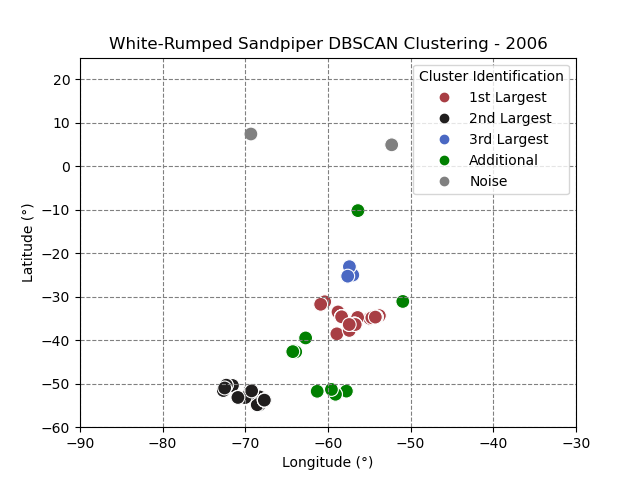 White-Rumped Sandpiper DBSCAN Clustering - 2006
Cluster Identification
1st Largest
2nd Largest
3rd Largest
Additional
Noise
20
10
0
−10
−20
−30
−40
−50
−60
Latitude (°)
−90
−80
−70
−60
−50
−40
−30
Longitude (°)